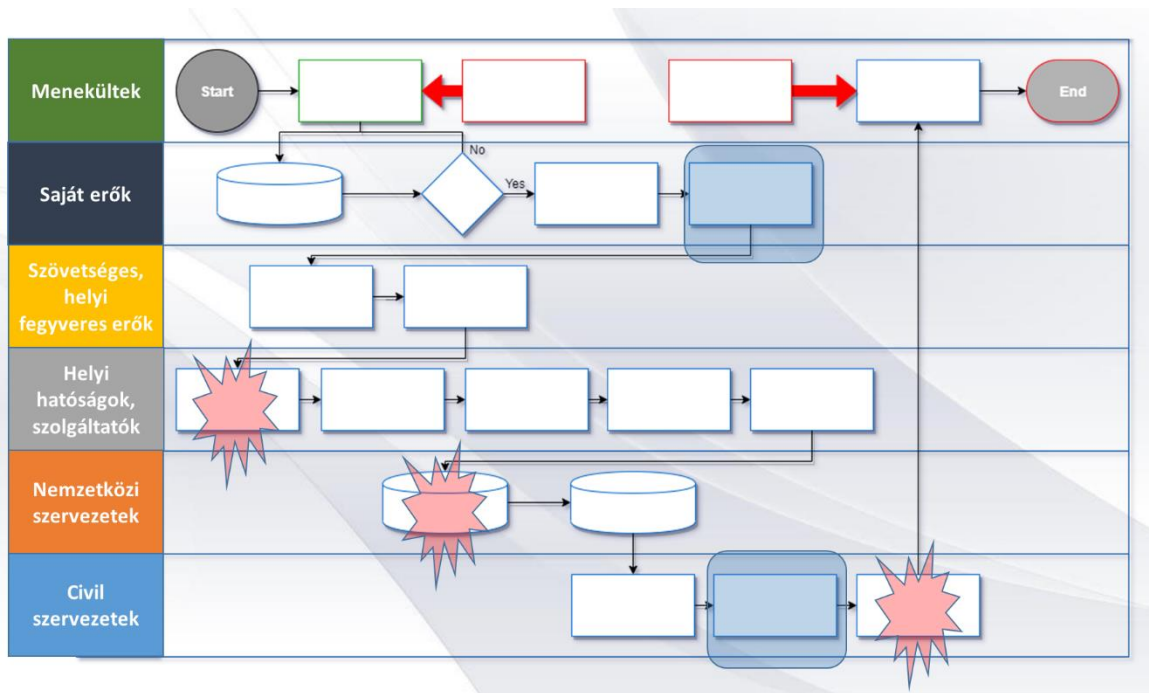 Menekültek
Start
End
No
Saját erők
Yes
Szövetséges,
helyi
fegyveres erők
Helyi
hatóságok,
szolgáltatók
Nemzetközi
szervezetek
Civil
szervezetek